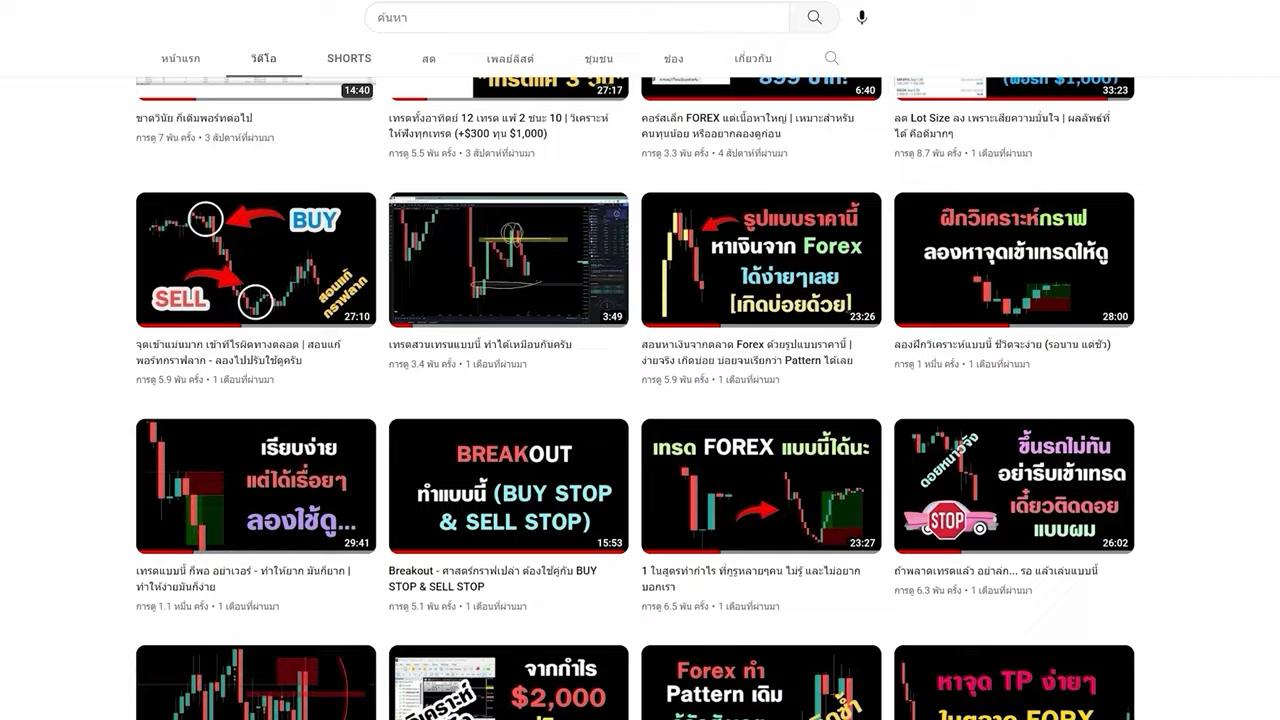 ค้นหา
หน้าแรก วิดีโอ SHORTS สด เพลย์ลิสต์ ชุมชน ช่อง เกี่ยวกับ
14:40
"เทรดแค่ 3 วัน"
27:17
6:40
(พอร์ต $1,000)
33:23
ขาดวินัย ก็เติมพอร์ทต่อไป
การดู 7 พัน ครั้ง • 3 สัปดาห์ที่ผ่านมา
เทรดทั้งอาทิตย์ 12 เทรด แพ้ 2 ชนะ 10 | วิเคราะห์
ให้ฟังทุกเทรด (+$300 ทุน $1,000)
การดู 5.5 พัน ครั้ง • 3 สัปดาห์ที่ผ่านมา
คอร์สเล็ก FOREX แต่เนื้อหาใหญ่ | เหมาะสำหรับ
คนทุนน้อย หรืออยากลองดูก่อน
การดู 3.3 พัน ครั้ง • 4 สัปดาห์ที่ผ่านมา
ลด Lot Size ลง เพราะเสียความมั่นใจ | ผลลัพธ์ที่
ได้ คือดีมากๆ
การดู 8.7 พัน ครั้ง • 1 เดือนที่ผ่านมา
BUY
SELL
สอนแก้
กราฟลาก
27:10
3:49
รูปแบบราคานี้
หาเงินจาก Forex
ได้ง่ายๆเลย
[เกิดบ่อยด้วย]
23:26
ฝึกวิเคราะห์กราฟ
ลองหาจุดเข้าเทรดให้ดู
28:00
จุดเข้าแม่นมาก เข้าทีไรผิดทางตลอด | สอนแก้
พอร์ทกราฟลาก - ลองไปปรับใช้ดูครับ
การดู 5.9 พัน ครั้ง • 1 เดือนที่ผ่านมา
เทรดสวนเทรนแบบนี้ ทำได้เหมือนกันครับ
การดู 3.4 พัน ครั้ง • 1 เดือนที่ผ่านมา
สอนหาเงินจากตลาด Forex ด้วยรูปแบบราคานี้ |
ง่ายจริง เกิดบ่อย บ่อยจนเรียกว่า Pattern ได้เลย
การดู 5.9 พัน ครั้ง • 1 เดือนที่ผ่านมา
ลองฝึกวิเคราะห์แบบนี้ ชีวิตจะง่าย (รอนาน แต่ชัว)
การดู 1 หมื่น ครั้ง • 1 เดือนที่ผ่านมา
เรียบง่าย
แต่ได้เรื่อยๆ
ลองใช้ดู...
29:41
BREAKOUT
ทำแบบนี้ (BUY STOP
& SELL STOP)
15:53
เทรด FOREX แบบนี้ได้นะ
23:27
ดอยหนาวจัง
STOP
ขึ้นรถไม่ทัน
อย่ารีบเข้าเทรด
เดี๋ยวติดดอย
แบบผม
26:02
เทรดแบบนี้ ก็พอ อย่าเวอร์ - ทำให้ยาก มันก็ยาก |
ทำให้ง่ายมันก็ง่าย
การดู 1.1 หมื่น ครั้ง • 1 เดือนที่ผ่านมา
Breakout - ศาสตร์กราฟเปล่า ต้องใช้คู่กับ BUY
STOP & SELL STOP
การดู 5.1 พัน ครั้ง • 1 เดือนที่ผ่านมา
1 ในสูตรทำกำไร ที่กูรูหลายๆคน ไม่รู้ และไม่อยาก
บอกเรา
การดู 6.5 พัน ครั้ง • 1 เดือนที่ผ่านมา
ถ้าพลาดเทรดแล้ว อย่าล่ก... รอ แล้วเล่นแบบนี้
การดู 6.3 พัน ครั้ง • 1 เดือนที่ผ่านมา
จากกำไร
$2,000
Forex ทำ
Pattern เดิม
หาจุด TP ง่ายๆ
ในตลาด FORX